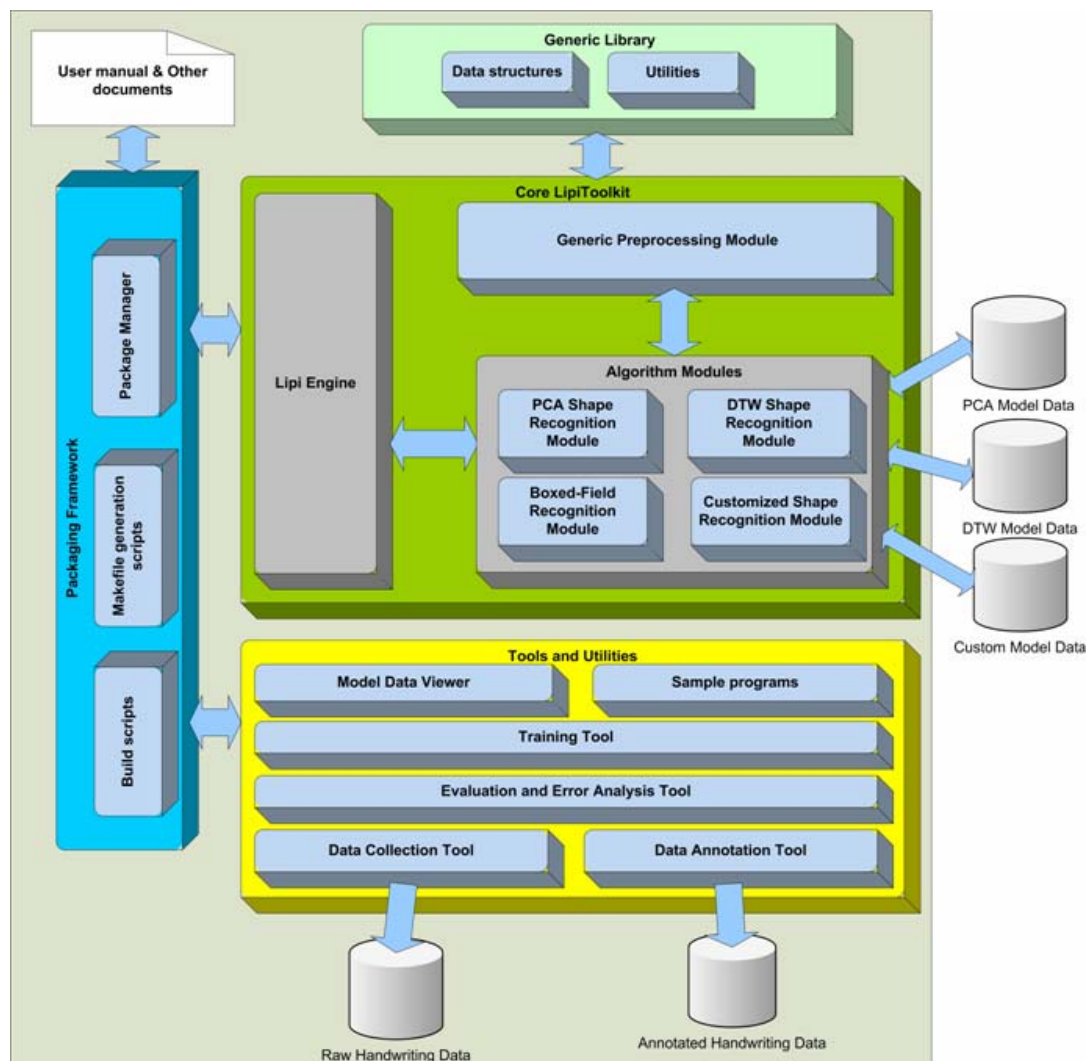 User manual & Other
documents
Generic Library
Data structures
Utilities
Core LipiToolkit
Generic Preprocessing Module
Lipi Engine
Algorithm Modules
PCA Shape
Recognition
Module
DTW Shape
Recognition
Module
Boxed-Field
Recognition
Module
Customized Shape
Recognition Module
PCA Model Data
DTW Model Data
Custom Model Data
Packaging Framework
Package Manager
Makefile generation
scripts
Build scripts
Tools and Utilities
Model Data Viewer
Sample programs
Training Tool
Evaluation and Error Analysis Tool
Data Collection Tool
Data Annotation Tool
Raw Handwriting Data
Annotated Handwriting Data